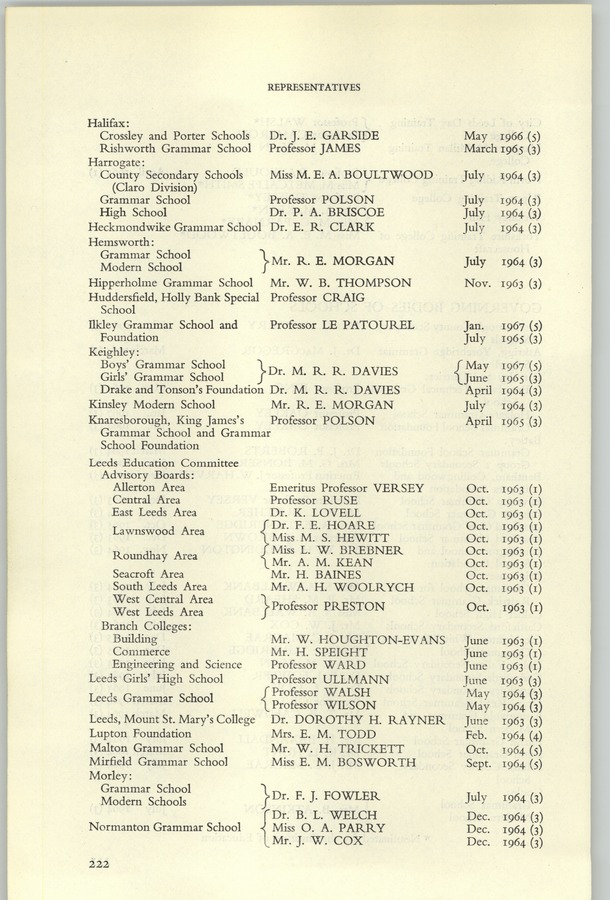 REPRESENTATIVES
Halifax:
Crossley and Porter Schools Dr. J. E. GARSIDE May 1966 (5)
Rishworth Grammar School Professor JAMES March 1965 (3)
Harrogate:
County Secondary Schools Miss M. E. A. BOULTWOOD July 1964 (3)
(Claro Division)
Grammar School Professor POLSON July 1964 (3)
High School Dr. P. A. BRISCOE July 1964 (3)
Heckmondwike Grammar School Dr. E. R. CLARK July 1964 (3)
Hemsworth:
Grammar School
Modern School } Mr. R. E. MORGAN July 1964 (3)
Hipperholme Grammar School Mr. W. B. THOMPSON Nov. 1963 (3)
Huddersfield, Holly Bank Special Professor CRAIG
School
Ilkley Grammar School and Professor LE PATOUREL Jan. 1967 (5)
Foundation July 1965 (3)
Keighley:
Boys' Grammar School { May 1967 (5)
Girls' Grammar School } Dr. M. R. R. DAVIES { June 1965 (3)
Drake and Tonson's Foundation Dr. M. R. R. DAVIES April 1964 (3)
Kinsley Modern School Mr. R. E. MORGAN July 1964 (3)
Knaresborough, King James's Professor POLSON April 1965 (3)
Grammar School and Grammar
School Foundation
Leeds Education Committee
Advisory Boards:
Allerton Area Emeritus Professor VERSEY Oct. 1963 (1)
Central Area Professor RUSE Oct. 1963 (1)
East Leeds Area Dr. K. LOVELL Oct. 1963 (1)
Lawnswood Area { Dr. F. E. HOARE Oct. 1963 (1)
Miss M. S. HEWITT Oct. 1963 (1)
Roundhay Area { Miss L. W. BREBNER Oct. 1963 (1)
Mr. A. M. KEAN Oct. 1963 (1)
Seacroft Area Mr. H. BAINES Oct. 1963 (1)
South Leeds Area Mr. A. H. WOOLRYCH Oct. 1963 (1)
West Central Area
West Leeds Area } Professor PRESTON Oct. 1963 (1)
Branch Colleges:
Building Mr. W. HOUGHTON-EVANS June 1963 (1)
Commerce Mr. H. SPEIGHT June 1963 (1)
Engineering and Science Professor WARD June 1963 (1)
Leeds Girls' High School Professor ULLMANN June 1963 (3)
Leeds Grammar School { Professor WALSH May 1964 (3)
Professor WILSON May 1964 (3)
Leeds, Mount St. Mary's College Dr. DOROTHY H. RAYNER June 1963 (3)
Lupton Foundation Mrs. E. M. TODD Feb. 1964 (4)
Malton Grammar School Mr. W. H. TRICKETT Oct. 1964 (5)
Mirfield Grammar School Miss E. M. BOSWORTH Sept. 1964 (5)
Morley:
Grammar School
Modern Schools } Dr. F. J. FOWLER July 1964 (3)
Normanton Grammar School { Dr. B. L. WELCH Dec. 1964 (3)
Miss O. A. PARRY Dec. 1964 (3)
Mr. J. W. COX Dec. 1964 (3)
222